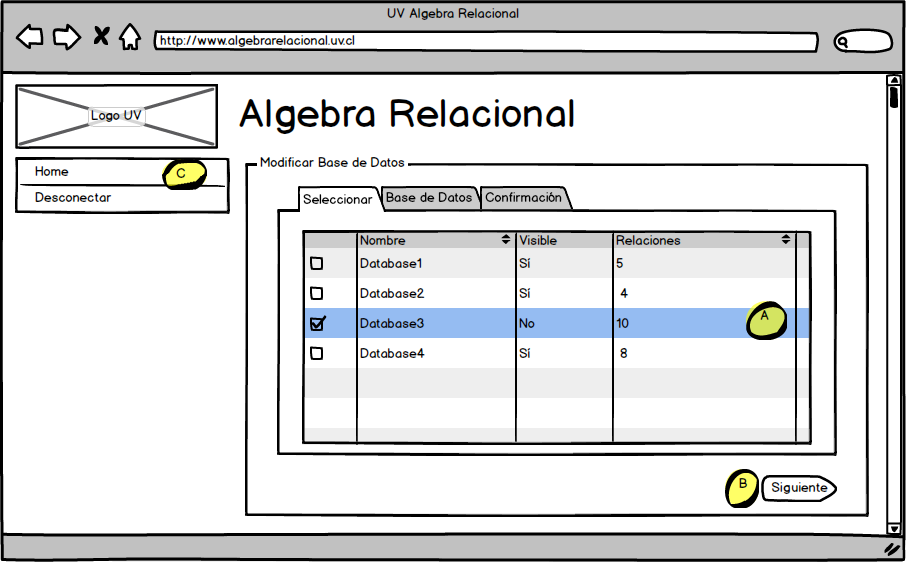 UV Algebra Relacional
http://www.algebrarelacional.uv.cl
Logo UV
Algebra Relacional
Home
C
Desconectar
Modificar Base de Datos
Seleccionar Base de Datos Confirmación
Nombre Visible Relaciones
Database1 Sí 5
Database2 Sí 4
Database3 No 10 A
Database4 Sí 8
B Siguiente